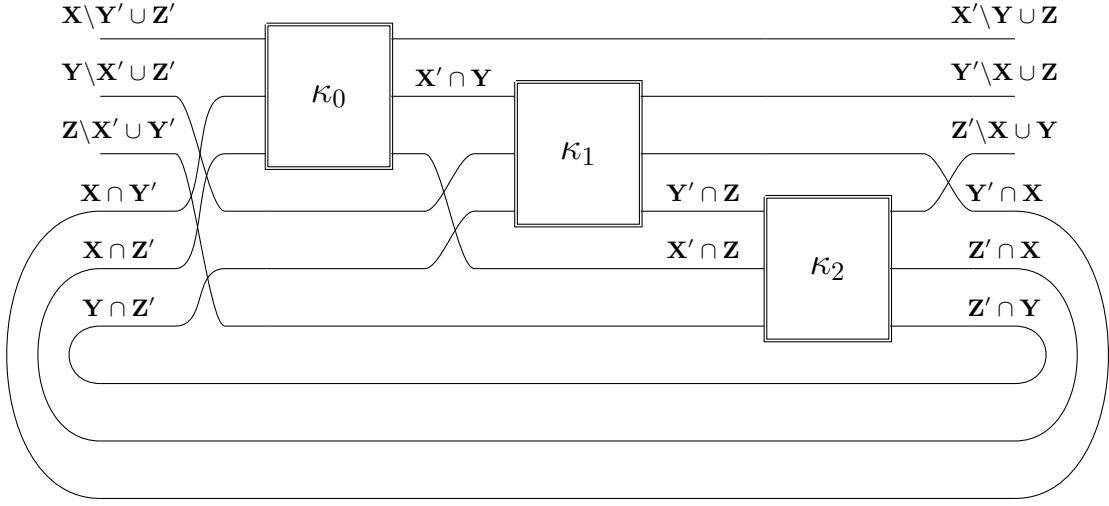 X\Y′ ∪ Z′ X′\Y ∪ Z
Y\X′ ∪ Z′ κ0 X′ ∩ Y Y′\X ∪ Z
Z\X′ ∪ Y′ κ1 Z′\X ∪ Y
X ∩ Y′ Y′ ∩ Z Y′ ∩ X
X ∩ Z′ X′ ∩ Z κ2 Z′ ∩ X
Y ∩ Z′ Z′ ∩ Y